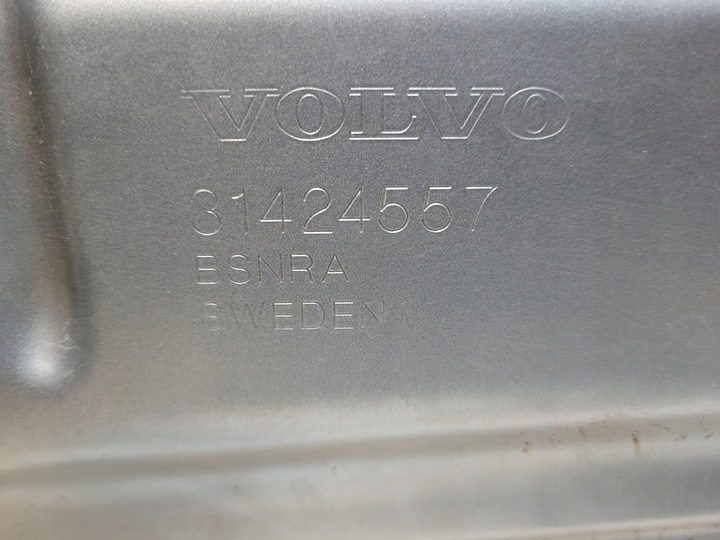 VOLVO
31424557
BSNRA
SWEDEN